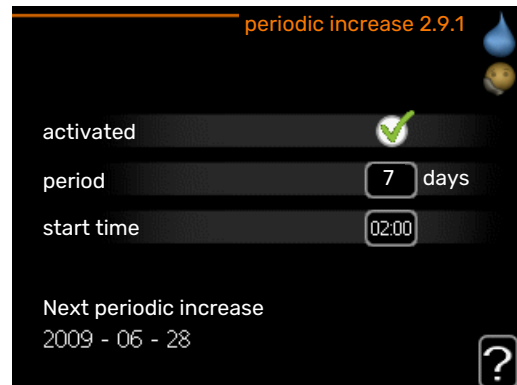 periodic increase 2.9.1
activated
period 7 days
start time 02:00
Next periodic increase
2009 - 06 - 28
?